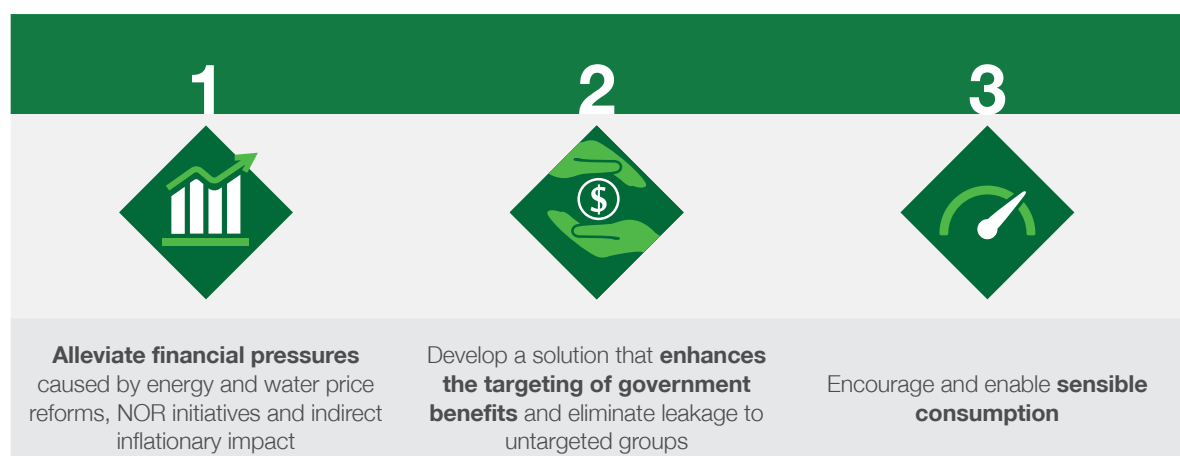 1
2
3
$
Alleviate financial pressures
caused by energy and water price
reforms, NOR initiatives and indirect
inflationary impact
Develop a solution that enhances
the targeting of government
benefits and eliminate leakage to
untargeted groups
Encourage and enable sensible
consumption